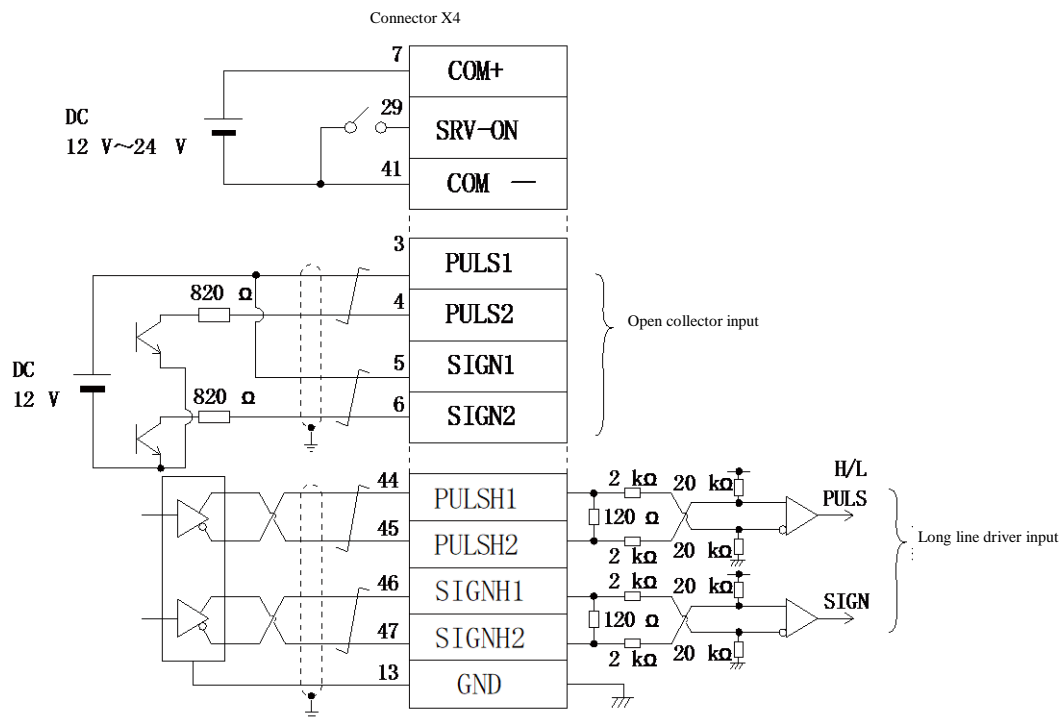 Connector X4
7
COM+
DC
12 V～24 V
29
SRV-ON
41
COM —
3
PULS1
820 Ω
4
PULS2
Open collector input
5
SIGN1
DC
12 V
820 Ω
6
SIGN2
44
PULSH1
2 kΩ
20 kΩ
H/L
PULS
120 Ω
45
PULSH2
2 kΩ
20 kΩ
Long line driver input
46
SIGNH1
2 kΩ
20 kΩ
SIGN
120 Ω
47
SIGNH2
2 kΩ
20 kΩ
13
GND